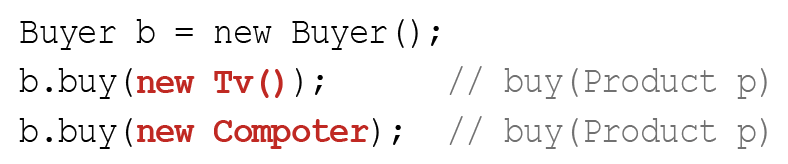 Buyer b = new Buyer();
b.buy(new Tv());      // buy(Product p)
b.buy(new Compoter);  // buy(Product p)